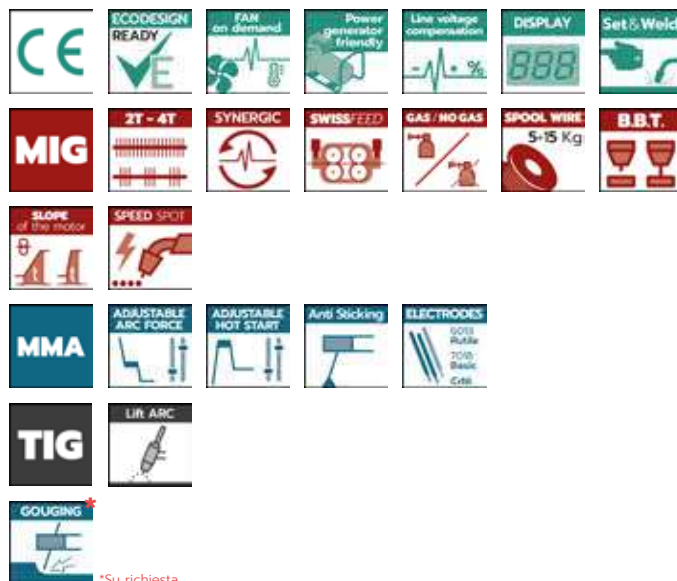 CE
ECODESIGN
READY
E
FAN
on demand
Power
generator
friendly
Line voltage
compensation
- + %
DISPLAY
888
Set&Weld
MIG
2T - 4T
SYNERGIC
SWISSFEED
GAS / NO GAS
SPOOL WIRE
5-15 Kg
B.B.T.
SLOPE
of the motor
SPEED SPOT
MMA
ADJUSTABLE
ARC FORCE
ADJUSTABLE
HOT START
Anti Sticking
ELECTRODES
6013
Rutile
7018
Basic
CrNi
TIG
Lift ARC
GOUGING *
*Su richiesta